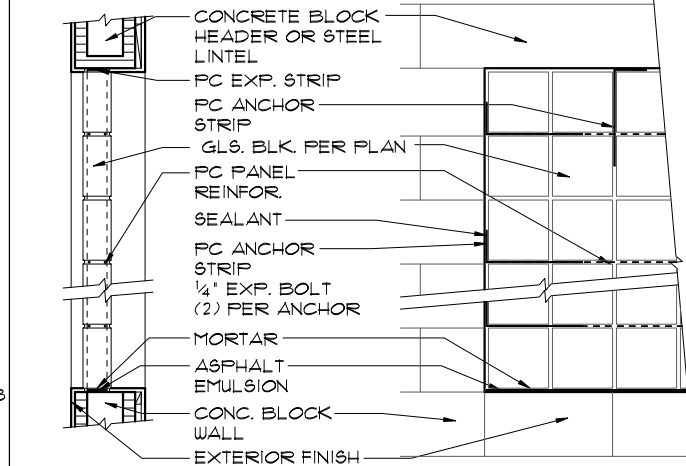 CONCRETE BLOCK
HEADER OR STEEL
LINTEL
PC EXP. STRIP
PC ANCHOR
STRIP
GLS. BLK. PER PLAN
PC PANEL
REINFOR.
SEALANT
PC ANCHOR
STRIP
1/4" EXP. BOLT
(2) PER ANCHOR
MORTAR
ASPHALT
EMULSION
CONC. BLOCK
WALL
EXTERIOR FINISH